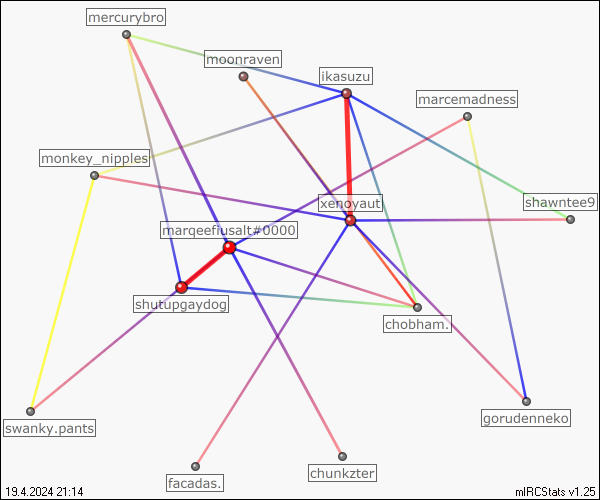 mercurybro
moonraven
ikasuzu
marcemadness
monkey_nipples
shawntee9
xenoyaut
marqeefiusalt#0000
shutupgaydog
chobham.
swanky.pants
gorudenneko
chunkzter
facadas.
19.4.2024 21:14
mIRCStats v1.25